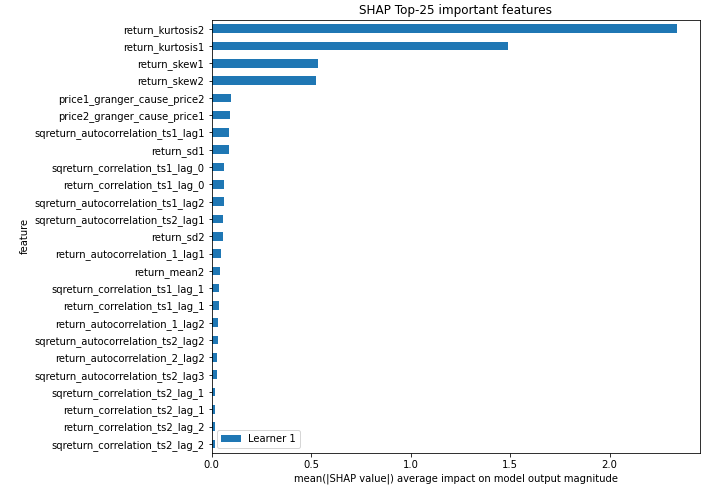 SHAP Top-25 important features
feature
return_kurtosis2
return_kurtosis1
return_skew1
return_skew2
price1_granger_cause_price2
price2_granger_cause_price1
sqreturn_autocorrelation_ts1_lag1
return_sd1
sqreturn_correlation_ts1_lag_0
return_correlation_ts1_lag_0
sqreturn_autocorrelation_ts1_lag2
sqreturn_autocorrelation_ts2_lag1
return_sd2
return_autocorrelation_1_lag1
return_mean2
sqreturn_correlation_ts1_lag_1
return_correlation_ts1_lag_1
return_autocorrelation_1_lag2
sqreturn_autocorrelation_ts2_lag2
return_autocorrelation_2_lag2
sqreturn_autocorrelation_ts2_lag3
sqreturn_correlation_ts2_lag_1
return_correlation_ts2_lag_1
return_correlation_ts2_lag_2
sqreturn_correlation_ts2_lag_2
Learner 1
0.0 0.5 1.0 1.5 2.0
mean(|SHAP value|) average impact on model output magnitude